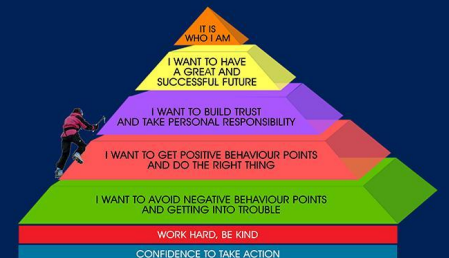 IT IS
WHO I AM
I WANT TO HAVE
A GREAT AND
SUCCESSFUL FUTURE
I WANT TO BUILD TRUST
AND TAKE PERSONAL RESPONSIBILITY
I WANT TO GET POSITIVE BEHAVIOUR POINTS
AND DO THE RIGHT THING
I WANT TO AVOID NEGATIVE BEHAVIOUR POINTS
AND GETTING INTO TROUBLE
WORK HARD, BE KIND
CONFIDENCE TO TAKE ACTION